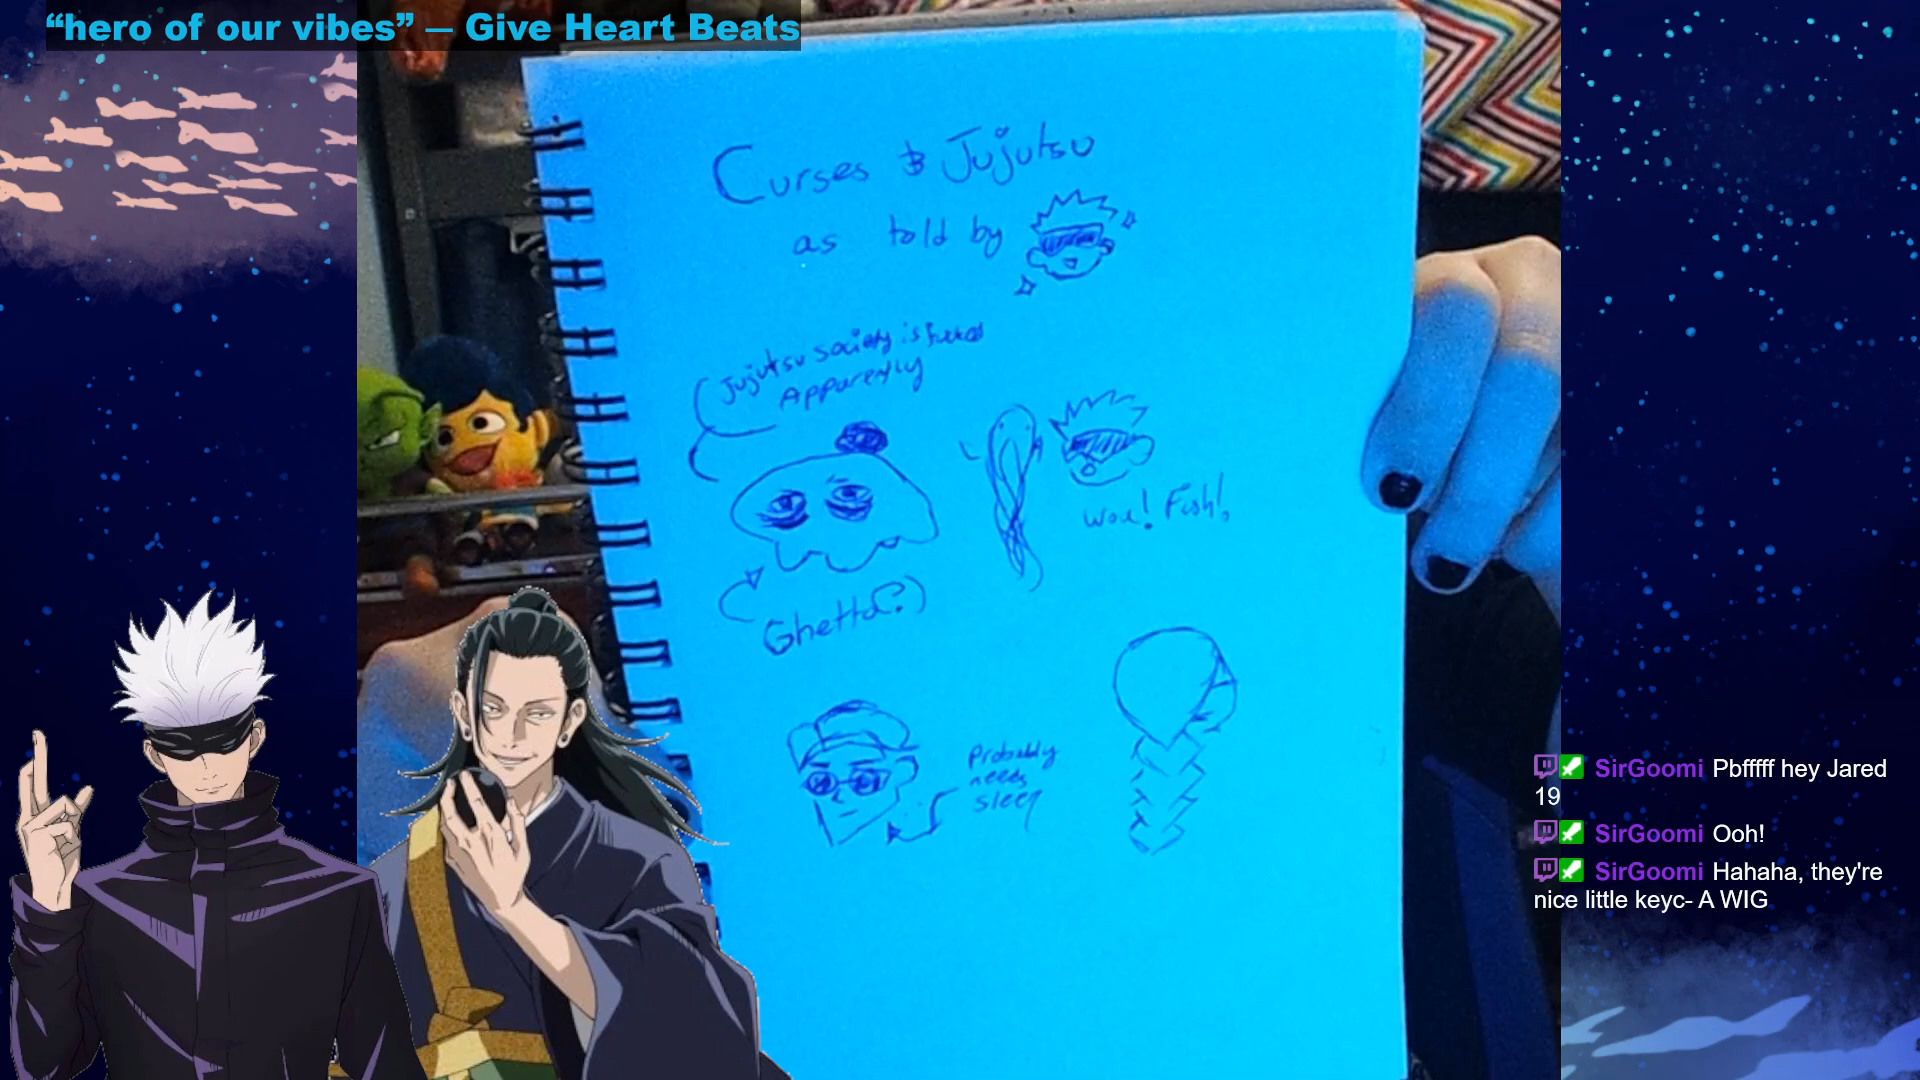 “hero of our vibes” — Give Heart Beats
Curses & Jujutsu
as told by
Jujutsu society is fucked
Apparently
Wow! Fish!
Ghetto(?)
Probably
needs
sleep
SirGoomi Pbfffff hey Jared
19
SirGoomi Ooh!
SirGoomi Hahaha, they're
nice little keyc- A WIG